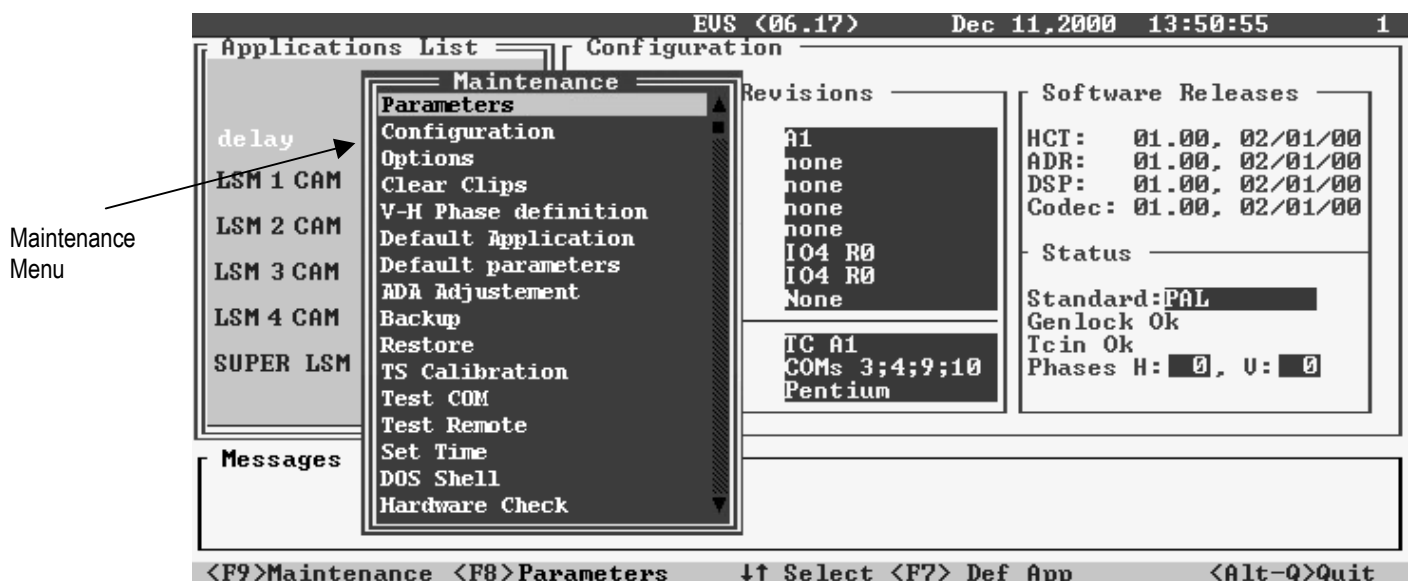 EVS (06.17) Dec 11,2000 13:50:55 1
Applications List
delay
LSM 1 CAM
LSM 2 CAM
LSM 3 CAM
LSM 4 CAM
SUPER LSM
Maintenance
Menu
Maintenance
Parameters
Configuration
Options
Clear Clips
V-H Phase definition
Default Application
Default parameters
ADA Adjustement
Backup
Restore
TS Calibration
Test COM
Test Remote
Set Time
DOS Shell
Hardware Check
Configuration
Revisions
A1
none
none
none
none
IO4 R0
IO4 R0
None
TC A1
COMs 3;4;9;10
Pentium
Software Releases
HCT: 01.00, 02/01/00
ADR: 01.00, 02/01/00
DSP: 01.00, 02/01/00
Codec: 01.00, 02/01/00
Status
Standard:PAL
Genlock Ok
Tcin Ok
Phases H: 0, V: 0
Messages
<F9>Maintenance <F8>Parameters ↓↑ Select <F7> Def App <Alt-Q>Quit